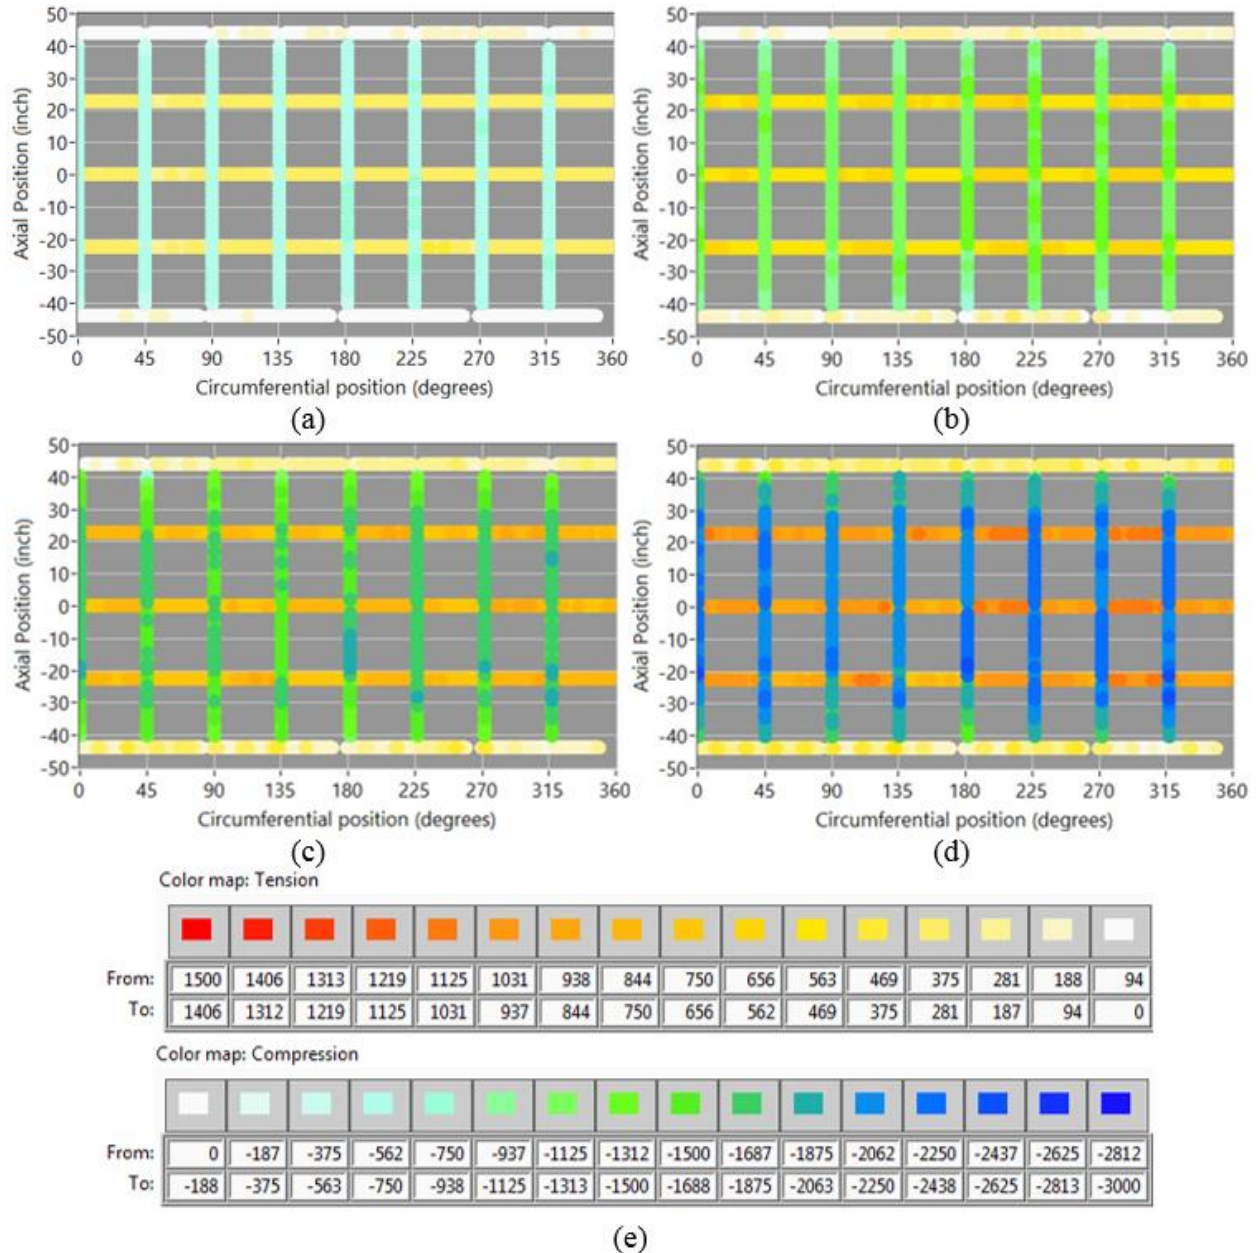 50
40
30
20
10
0
-10
-20
-30
-40
-50
Axial Position (inch)
0 45 90 135 180 225 270 315 360
Circumferential position (degrees)
(a)
50
40
30
20
10
0
-10
-20
-30
-40
-50
Axial Position (inch)
0 45 90 135 180 225 270 315 360
Circumferential position (degrees)
(b)
50
40
30
20
10
0
-10
-20
-30
-40
-50
Axial Position (inch)
0 45 90 135 180 225 270 315 360
Circumferential position (degrees)
(c)
50
40
30
20
10
0
-10
-20
-30
-40
-50
Axial Position (inch)
0 45 90 135 180 225 270 315 360
Circumferential position (degrees)
(d)
Color map: Tension
From: 1500 1406 1313 1219 1125 1031 938 844 750 656 563 469 375 281 188 94
To: 1406 1312 1219 1125 1031 937 844 750 656 562 469 375 281 187 94 0
Color map: Compression
From: 0 -187 -375 -562 -750 -937 -1125 -1312 -1500 -1687 -1875 -2062 -2250 -2437 -2625 -2812
To: -188 -375 -563 -750 -938 -1125 -1313 -1500 -1688 -1875 -2063 -2250 -2438 -2625 -2813 -3000
(e)